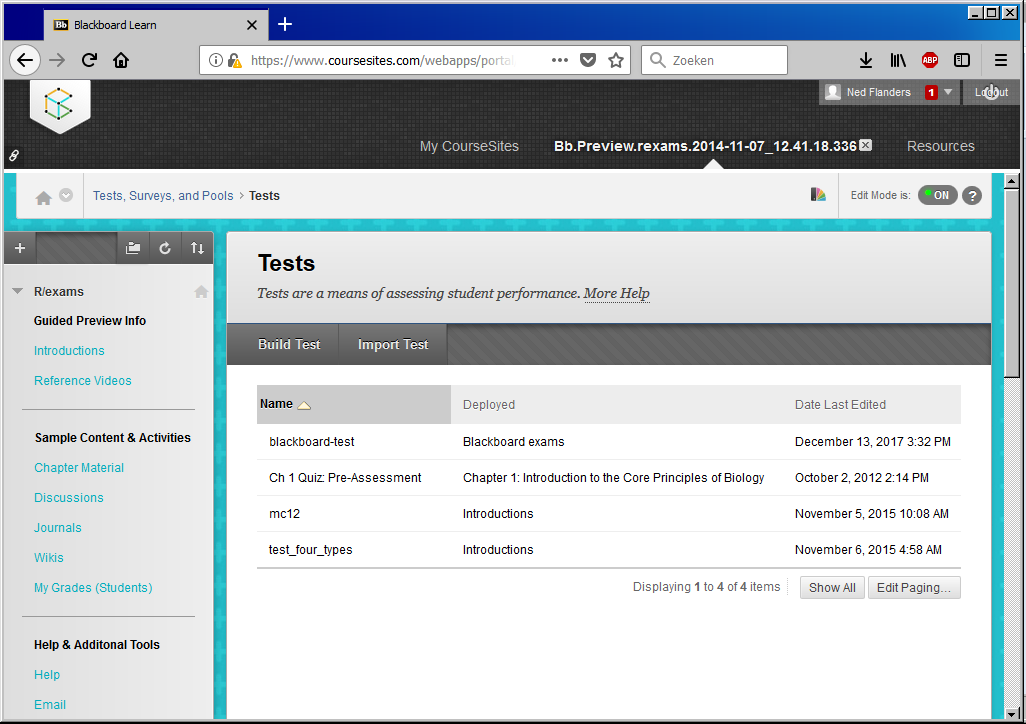 Bb Blackboard Learn
https://www.coursesites.com/webapps/portal
Zoeken
ABP
Ned Flanders 1
Logout
My CourseSites Bb.Preview.rexams.2014-11-07_12.41.18.336 Resources
Tests, Surveys, and Pools > Tests
Edit Mode is: ON ?
R/exams
Guided Preview Info
Introductions
Reference Videos
Sample Content & Activities
Chapter Material
Discussions
Journals
Wikis
My Grades (Students)
Help & Additonal Tools
Help
Email
Tests
Tests are a means of assessing student performance. More Help
Build Test Import Test
Name Deployed Date Last Edited
blackboard-test Blackboard exams December 13, 2017 3:32 PM
Ch 1 Quiz: Pre-Assessment Chapter 1: Introduction to the Core Principles of Biology October 2, 2012 2:14 PM
mc12 Introductions November 5, 2015 10:08 AM
test_four_types Introductions November 6, 2015 4:58 AM
Displaying 1 to 4 of 4 items Show All Edit Paging...